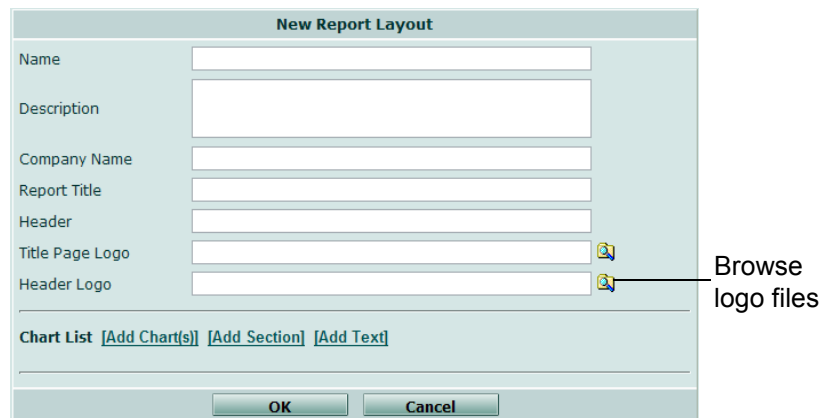 New Report Layout
Name
Description
Company Name
Report Title
Header
Title Page Logo
Header Logo
Browse
logo files
Chart List [Add Chart(s)] [Add Section] [Add Text]
OK Cancel